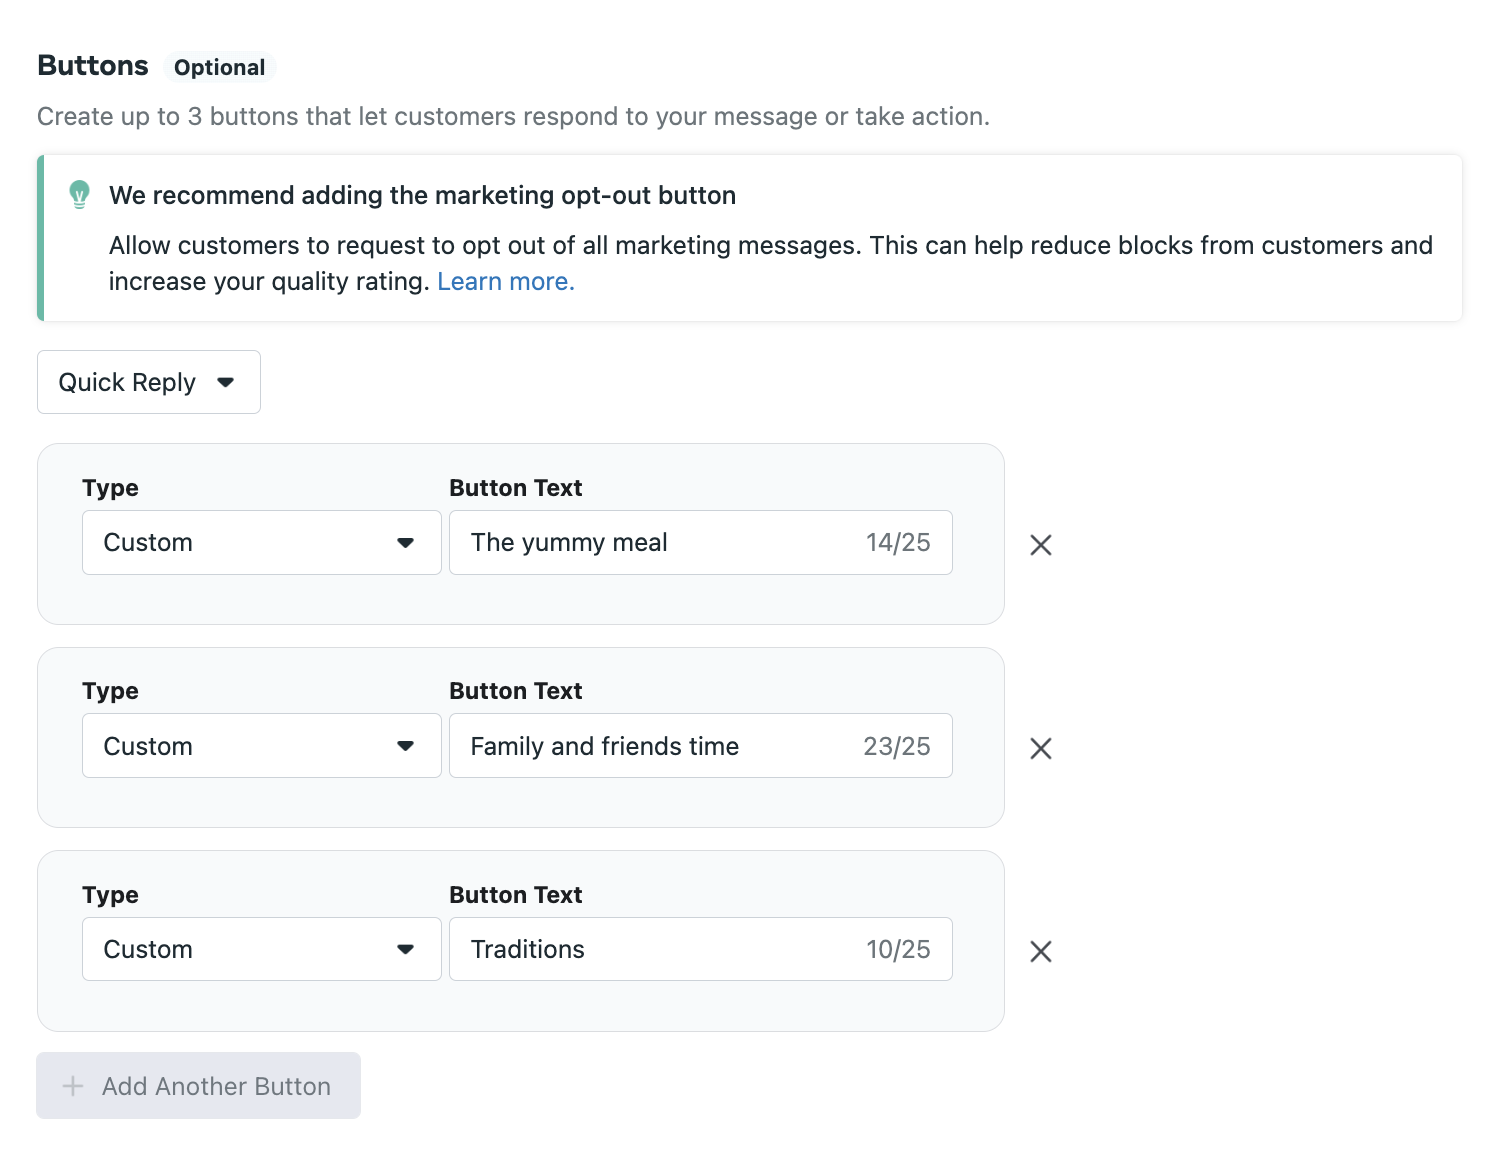 Buttons Optional
Create up to 3 buttons that let customers respond to your message or take action.
We recommend adding the marketing opt-out button
Allow customers to request to opt out of all marketing messages. This can help reduce blocks from customers and
increase your quality rating. Learn more.
Quick Reply
Type Button Text
Custom The yummy meal 14/25
Type Button Text
Custom Family and friends time 23/25
Type Button Text
Custom Traditions 10/25
Add Another Button